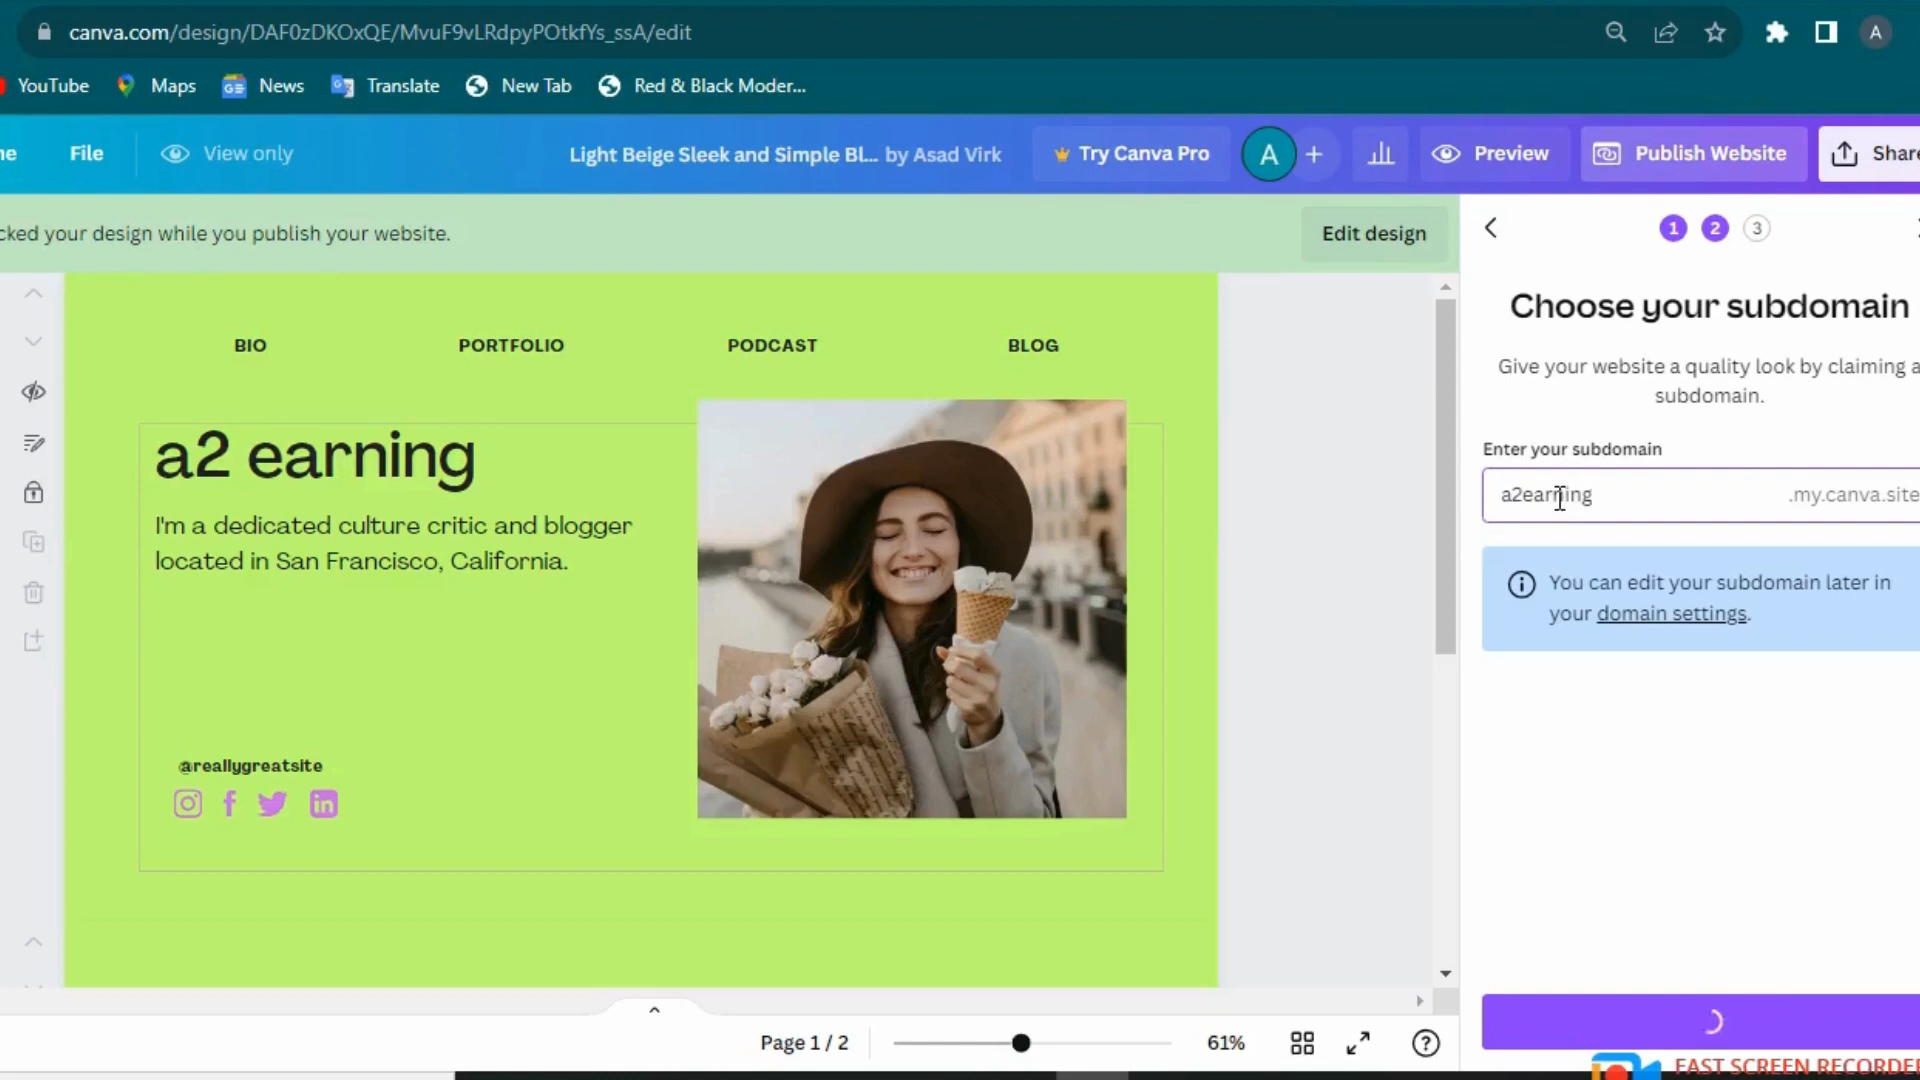 canva.com/design/DAF0zDKOxQE/MvuF9vLRdpyPOtkfYs_ssA/edit
A
YouTube Maps News Translate New Tab Red & Black Moder...
File View only Light Beige Sleek and Simple Bl... by Asad Virk Try Canva Pro A + Preview Publish Website Share
cked your design while you publish your website. Edit design
1 2 3
BIO PORTFOLIO PODCAST BLOG
a2 earning
I'm a dedicated culture critic and blogger
located in San Francisco, California.
@reallygreatsite
Choose your subdomain
Give your website a quality look by claiming a
subdomain.
Enter your subdomain
a2earning .my.canva.site
You can edit your subdomain later in
your domain settings.
Page 1 / 2 61%
FAST SCREEN RECORDER